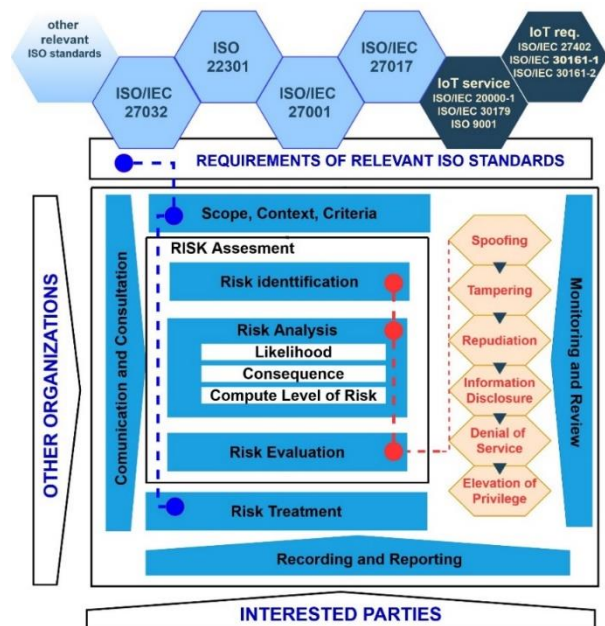 other
relevant
ISO standards
ISO/IEC
27032
ISO
22301
ISO/IEC
27001
ISO/IEC
27017
IoT service
ISO/IEC 20000-1
ISO/IEC 30179
ISO 9001
IoT req.
ISO/IEC 27402
ISO/IEC 30161-1
ISO/IEC 30161-2
REQUIREMENTS OF RELEVANT ISO STANDARDS
OTHER ORGANIZATIONS
Comunication and Consultation
Scope, Context, Criteria
RISK Assesment
Risk identtification
Risk Analysis
Likelihood
Consequence
Compute Level of Risk
Risk Evaluation
Risk Treatment
Spoofing
Tampering
Repudiation
Information
Disclosure
Denial of
Service
Elevation of
Privilege
Monitoring and Review
Recording and Reporting
INTERESTED PARTIES